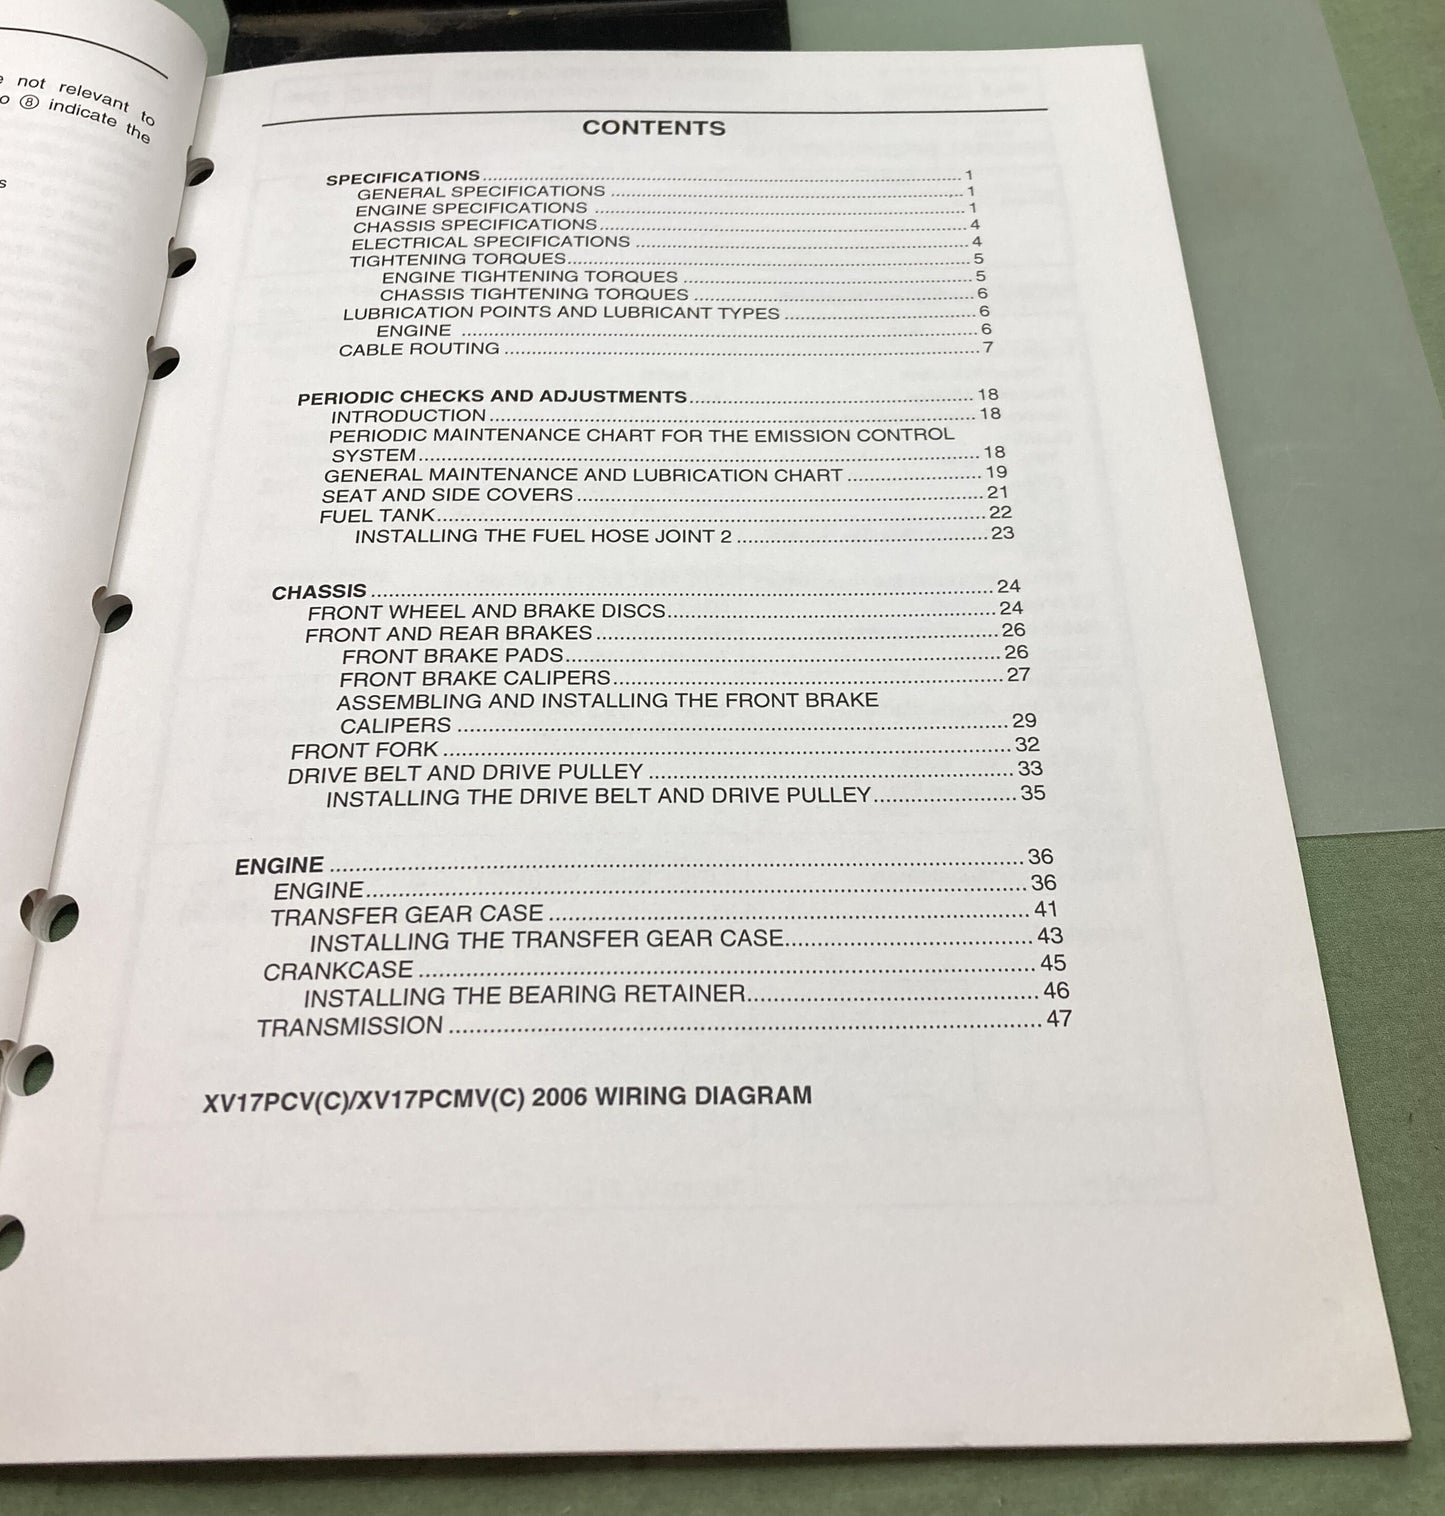 not relevant to
⑧ indicate the
s
CONTENTS
SPECIFICATIONS 1
GENERAL SPECIFICATIONS 1
ENGINE SPECIFICATIONS 1
CHASSIS SPECIFICATIONS 4
ELECTRICAL SPECIFICATIONS 4
TIGHTENING TORQUES 5
ENGINE TIGHTENING TORQUES 5
CHASSIS TIGHTENING TORQUES 6
LUBRICATION POINTS AND LUBRICANT TYPES 6
ENGINE 6
CABLE ROUTING 7
PERIODIC CHECKS AND ADJUSTMENTS 18
INTRODUCTION 18
PERIODIC MAINTENANCE CHART FOR THE EMISSION CONTROL
SYSTEM 18
GENERAL MAINTENANCE AND LUBRICATION CHART 19
SEAT AND SIDE COVERS 21
FUEL TANK 22
INSTALLING THE FUEL HOSE JOINT 2 23
CHASSIS 24
FRONT WHEEL AND BRAKE DISCS 24
FRONT AND REAR BRAKES 26
FRONT BRAKE PADS 26
FRONT BRAKE CALIPERS 27
ASSEMBLING AND INSTALLING THE FRONT BRAKE
CALIPERS 29
FRONT FORK 32
DRIVE BELT AND DRIVE PULLEY 33
INSTALLING THE DRIVE BELT AND DRIVE PULLEY 35
ENGINE 36
ENGINE 36
TRANSFER GEAR CASE 41
INSTALLING THE TRANSFER GEAR CASE 43
CRANKCASE 45
INSTALLING THE BEARING RETAINER 46
TRANSMISSION 47
XV17PCV(C)/XV17PCMV(C) 2006 WIRING DIAGRAM